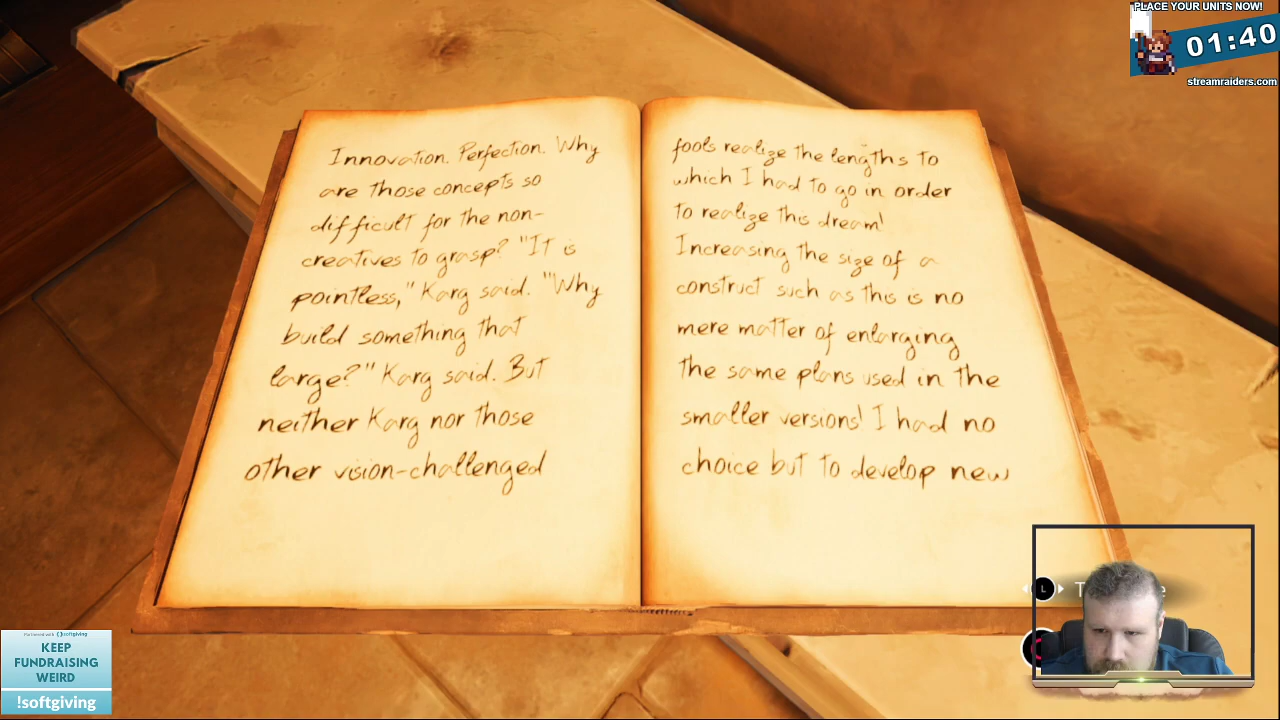 PLACE YOUR UNITS NOW!
01:40
streamraiders.com
Innovation. Perfection. Why
are those concepts so
difficult for the non-
creatives to grasp? "It is
pointless," Karg said. "Why
build something that
large?" Karg said. But
neither Karg nor those
other vision-challenged
fools realize the lengths to
which I had to go in order
to realize this dream!
Increasing the size of a
construct such as this is no
mere matter of enlarging
the same plans used in the
smaller versions! I had no
choice but to develop new
L
Partnered with softgiving
KEEP
FUNDRAISING
WEIRD
!softgiving